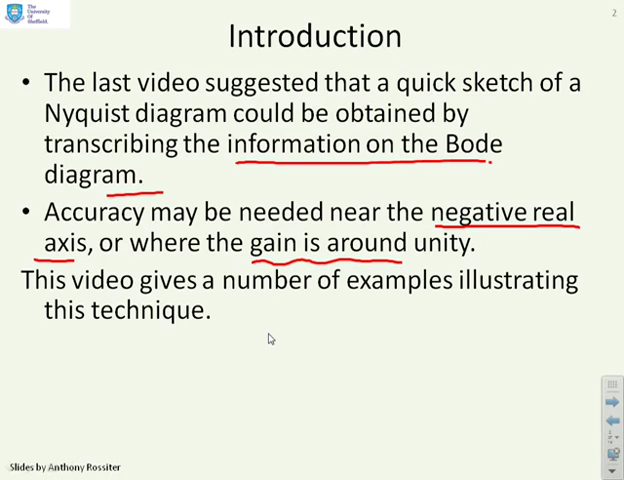 The
University
Of
Sheffield.
2
Introduction
• The last video suggested that a quick sketch of a
Nyquist diagram could be obtained by
transcribing the information on the Bode
diagram.
• Accuracy may be needed near the negative real
axis, or where the gain is around unity.
This video gives a number of examples illustrating
this technique.
Slides by Anthony Rossiter